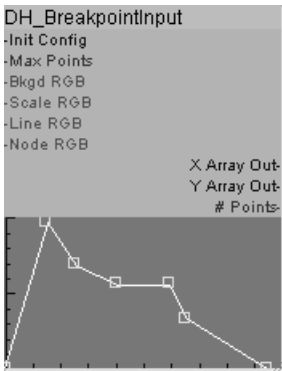 DH_BreakpointInput
-Init Config
-Max Points
-Bkgd RGB
-Scale RGB
-Line RGB
-Node RGB
X Array Out-
Y Array Out-
# Points-